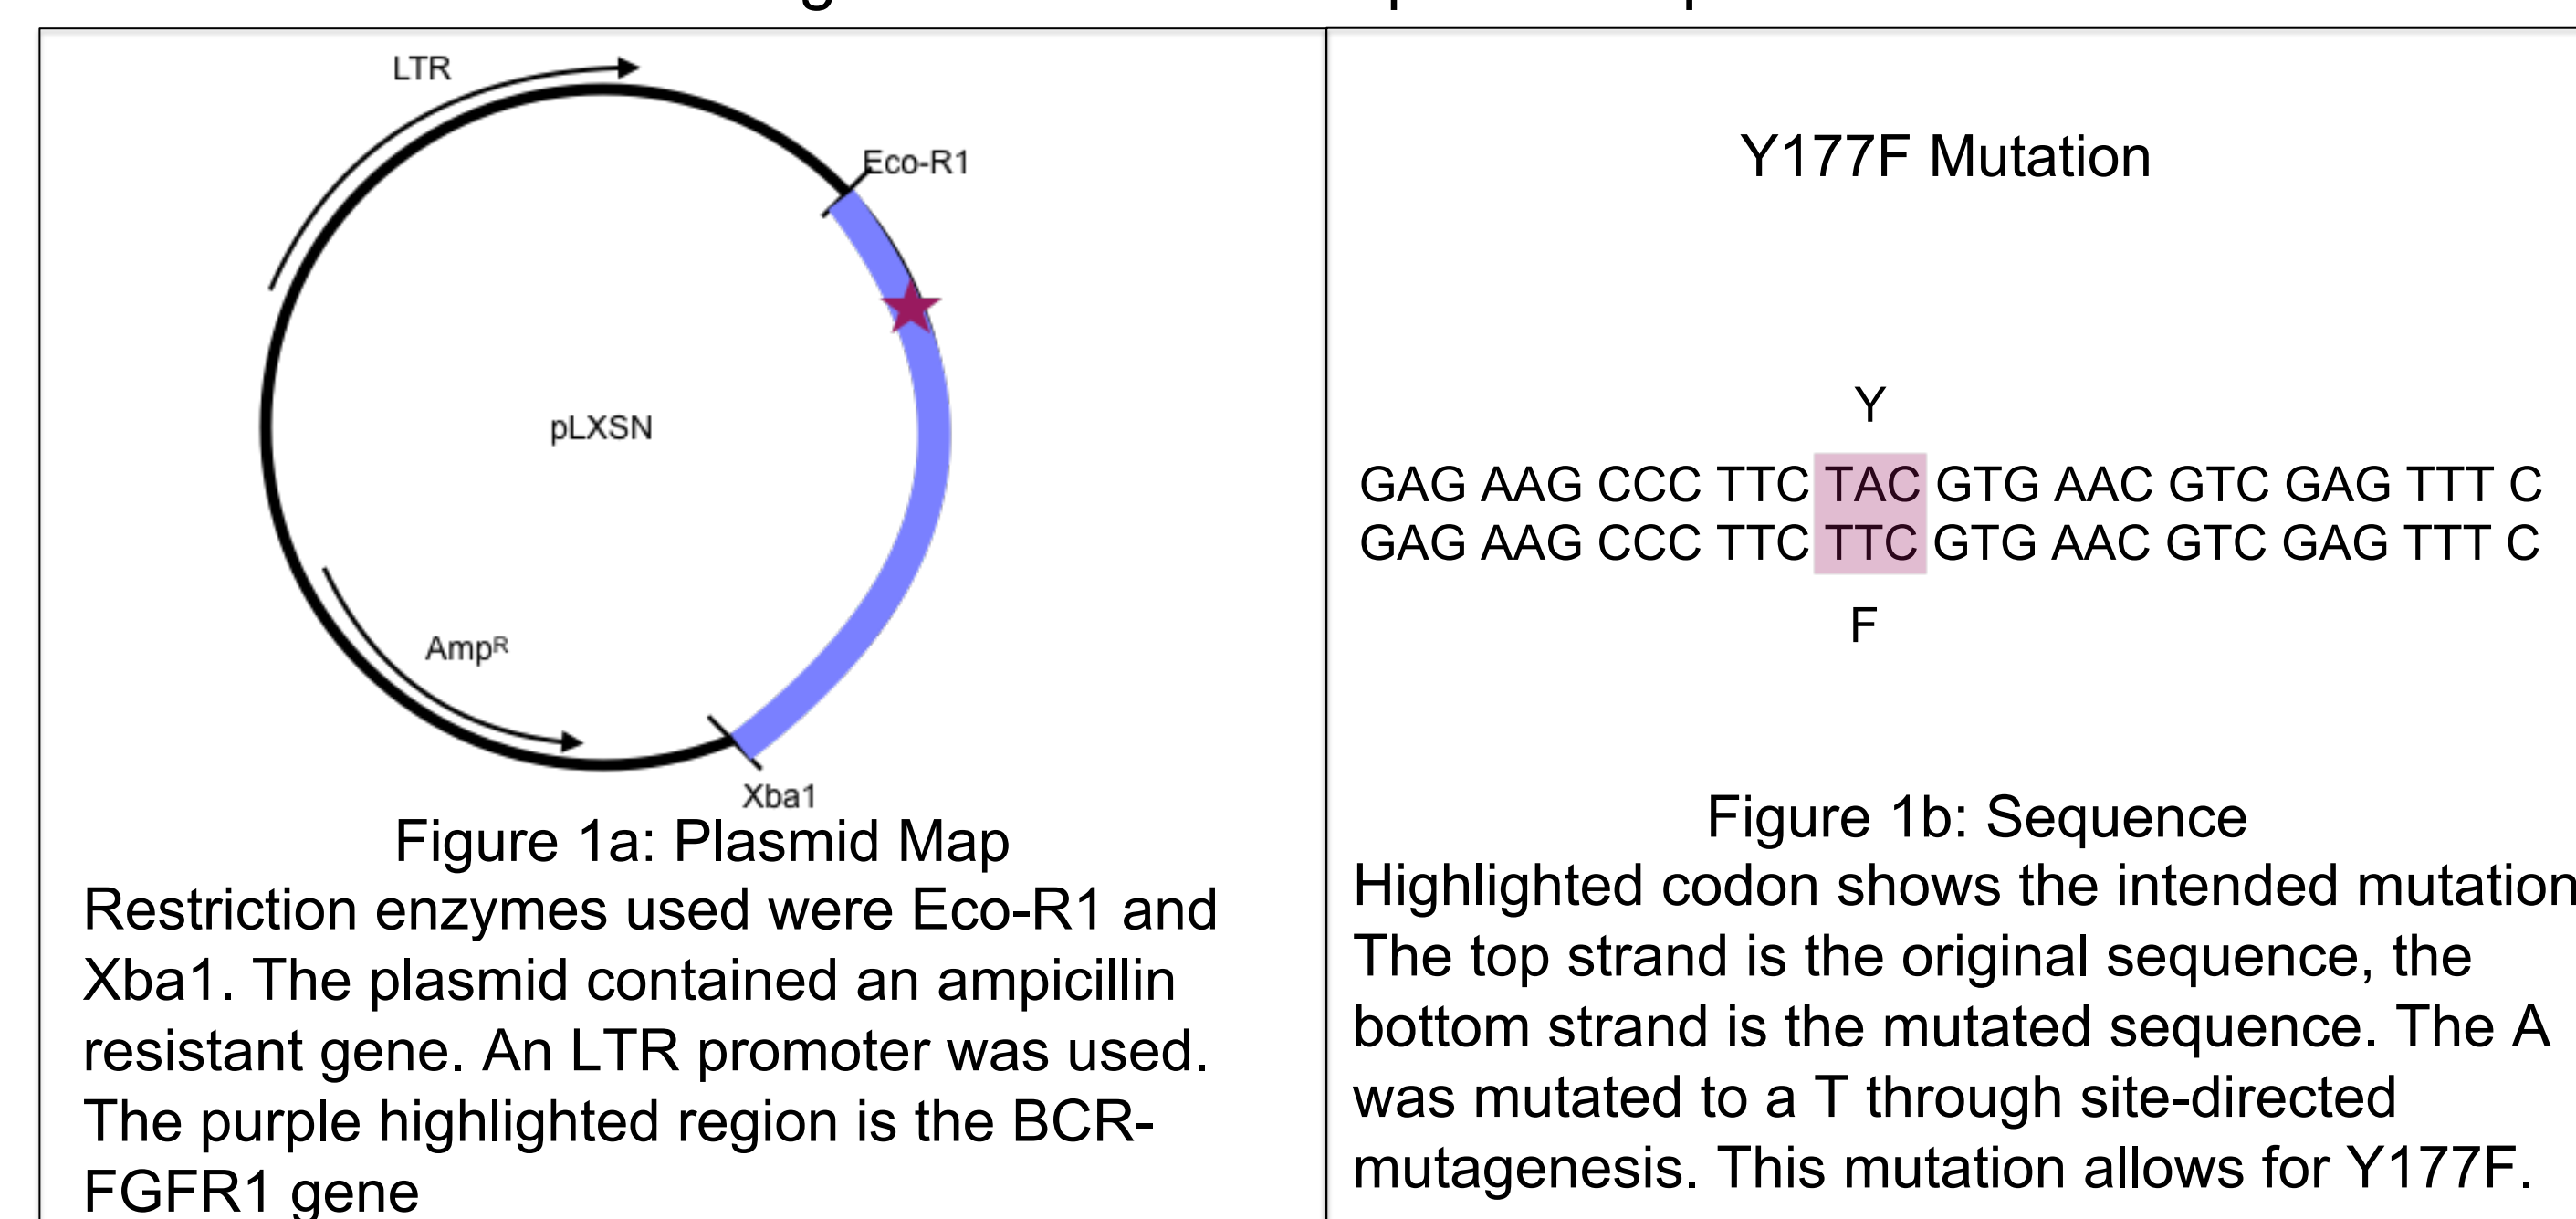 LTR
Eco-R1
pLXSN
Amp^R
Xba1
Figure 1a: Plasmid Map
Restriction enzymes used were Eco-R1 and
Xba1. The plasmid contained an ampicillin
resistant gene. An LTR promoter was used.
The purple highlighted region is the BCR-
FGFR1 gene
Y177F Mutation
Y
GAG AAG CCC TTC TAC GTG AAC GTC GAG TTT C
GAG AAG CCC TTC TTC GTG AAC GTC GAG TTT C
F
Figure 1b: Sequence
Highlighted codon shows the intended mutation
The top strand is the original sequence, the
bottom strand is the mutated sequence. The A
was mutated to a T through site-directed
mutagenesis. This mutation allows for Y177F.